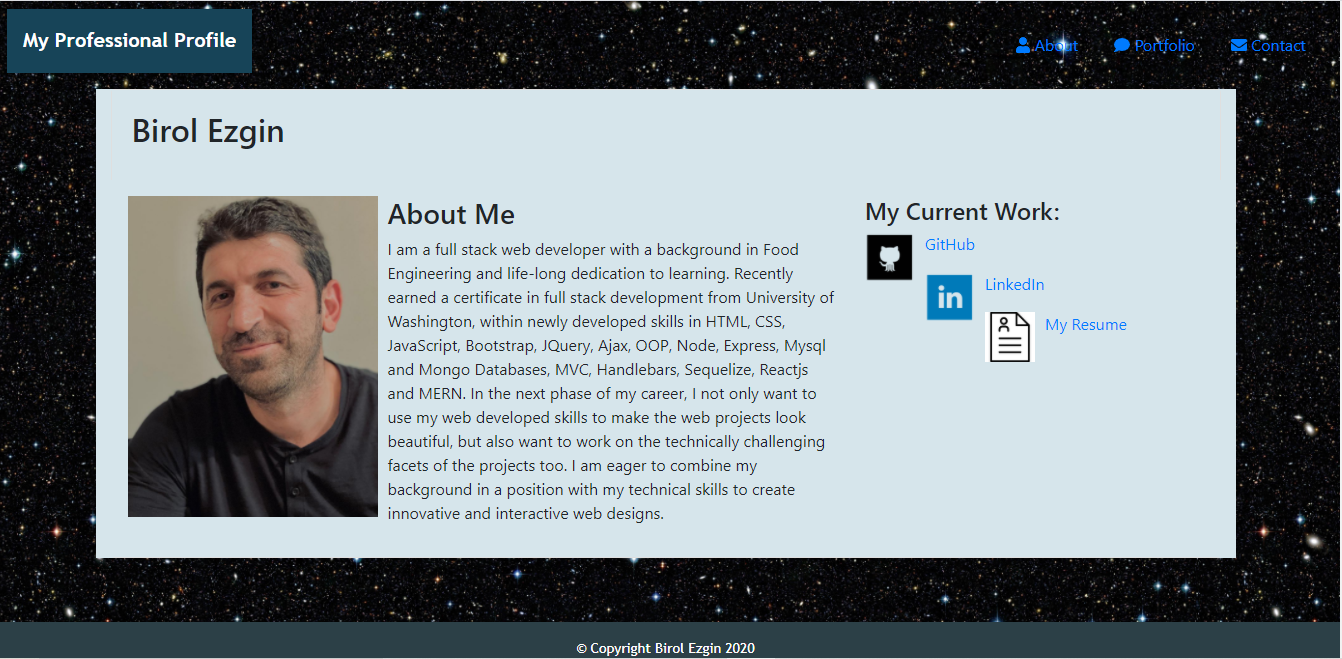 My Professional Profile
About
Portfolio
Contact
Birol Ezgin
About Me
I am a full stack web developer with a background in Food
Engineering and life-long dedication to learning. Recently
earned a certificate in full stack development from University of
Washington, within newly developed skills in HTML, CSS,
JavaScript, Bootstrap, JQuery, Ajax, OOP, Node, Express, Mysql
and Mongo Databases, MVC, Handlebars, Sequelize, Reactjs
and MERN. In the next phase of my career, I not only want to
use my web developed skills to make the web projects look
beautiful, but also want to work on the technically challenging
facets of the projects too. I am eager to combine my
background in a position with my technical skills to create
innovative and interactive web designs.
My Current Work:
GitHub
in
LinkedIn
My Resume
© Copyright Birol Ezgin 2020